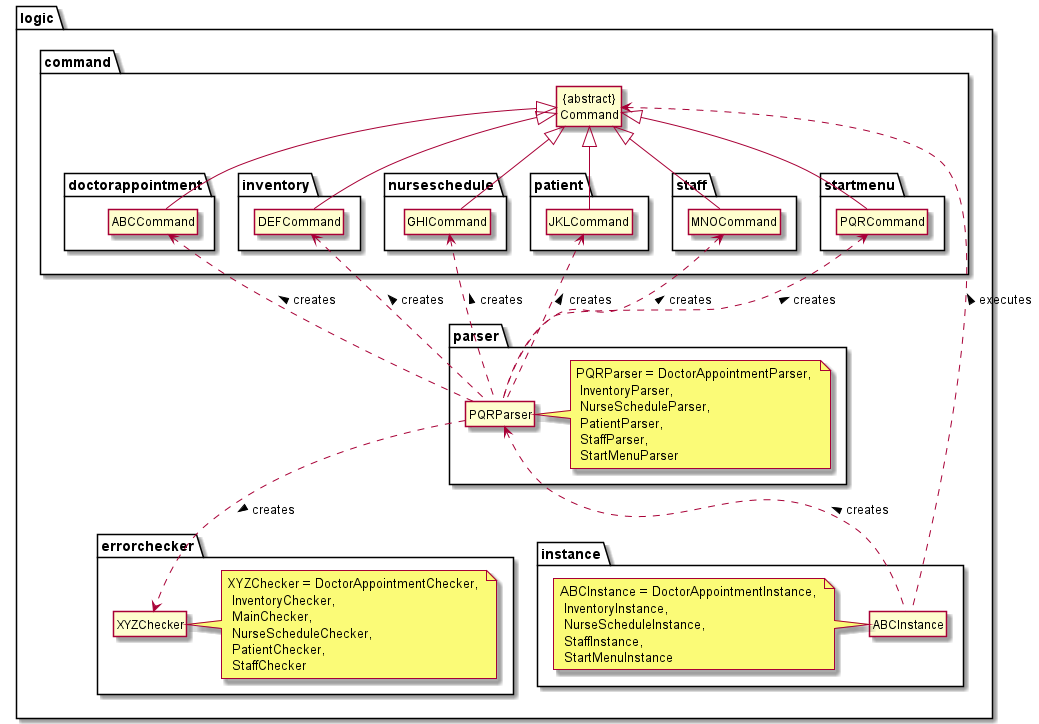 logic
command
{abstract}
Command
doctorappointment
inventory
nurseschedule
patient
staff
startmenu
ABCCommand
DEFCommand
GHICommand
JKLCommand
MNOCommand
PQRCommand
creates
creates
creates
creates
creates
creates
executes
parser
PQRParser
PQRParser = DoctorAppointmentParser,
InventoryParser,
NurseScheduleParser,
PatientParser,
StaffParser,
StartMenuParser
creates
creates
errorchecker
XYZChecker
XYZChecker = DoctorAppointmentChecker,
InventoryChecker,
MainChecker,
NurseScheduleChecker,
PatientChecker,
StaffChecker
instance
ABCInstance = DoctorAppointmentInstance,
InventoryInstance,
NurseScheduleInstance,
StaffInstance,
StartMenuInstance
ABCInstance